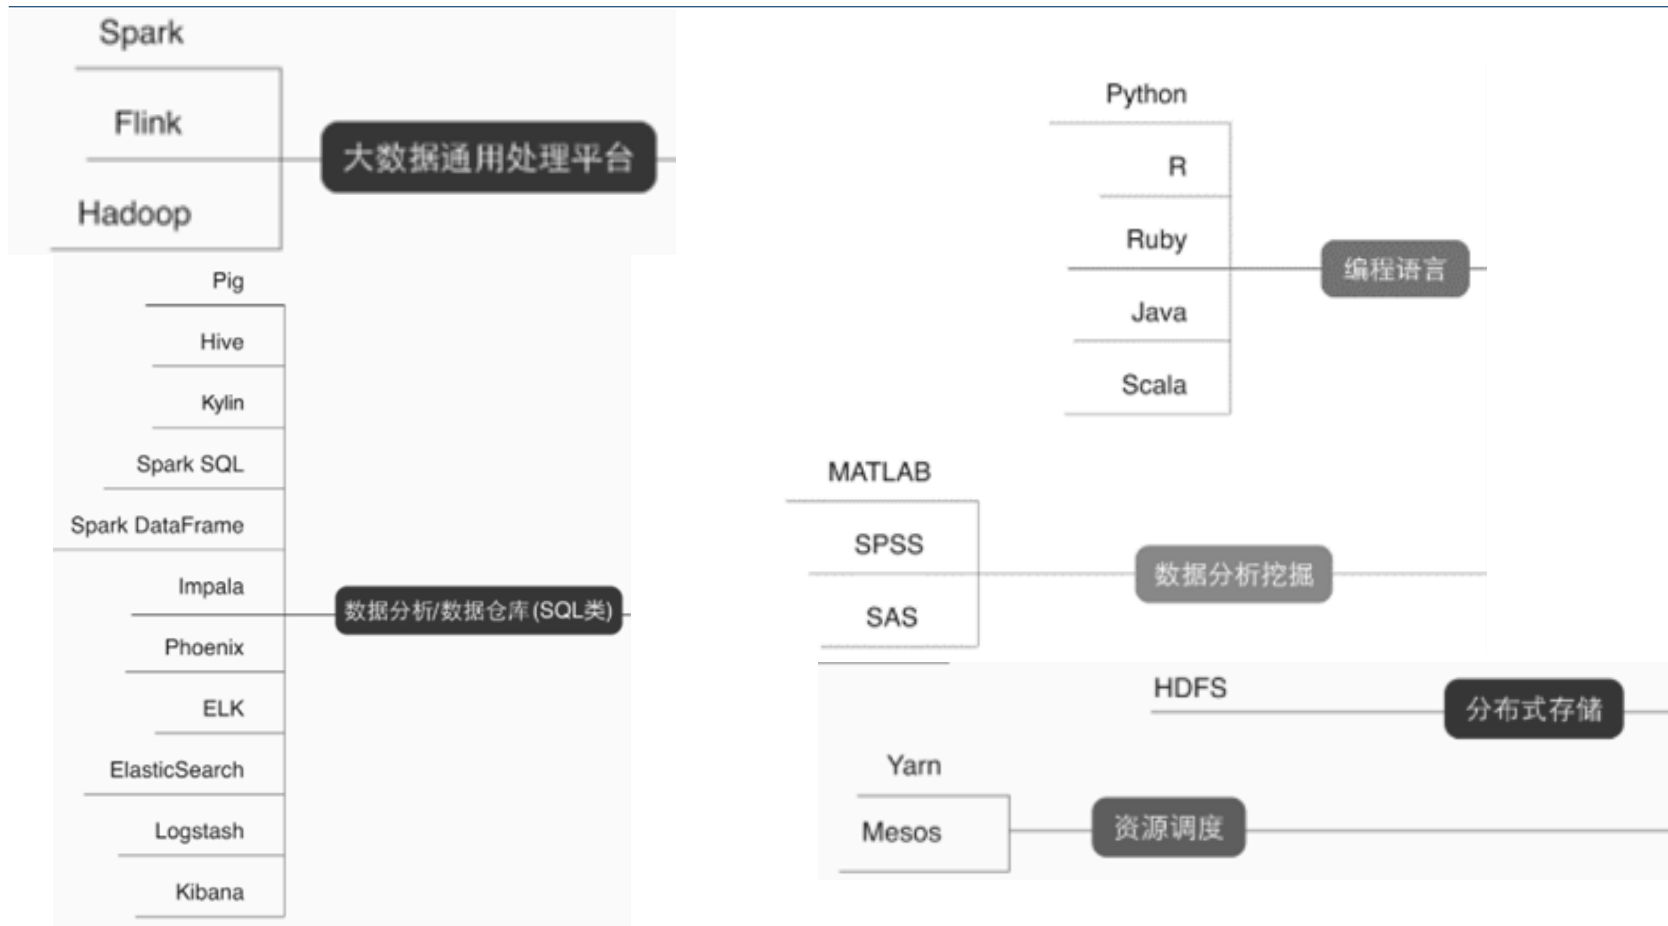 Spark
Flink
大数据通用处理平台
Hadoop
Pig
Hive
Kylin
Spark SQL
Spark DataFrame
Impala
数据分析/数据仓库(SQL类)
Phoenix
ELK
ElasticSearch
Logstash
Kibana
Python
R
Ruby
编程语言
Java
Scala
MATLAB
SPSS
数据分析挖掘
SAS
HDFS
分布式存储
Yarn
资源调度
Mesos